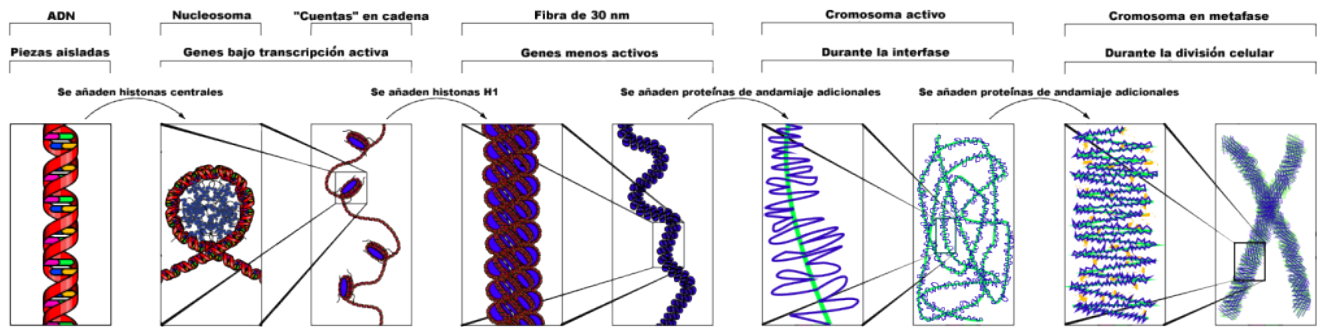 ADN
Nucleosoma
"Cuentas" en cadena
Fibra de 30 nm
Cromosoma activo
Cromosoma en metafase
Piezas aisladas
Genes bajo transcripción activa
Genes menos activos
Durante la interfase
Durante la división celular
Se añaden histonas centrales
Se añaden histonas H1
Se añaden proteínas de andamiaje adicionales
Se añaden proteínas de andamiaje adicionales